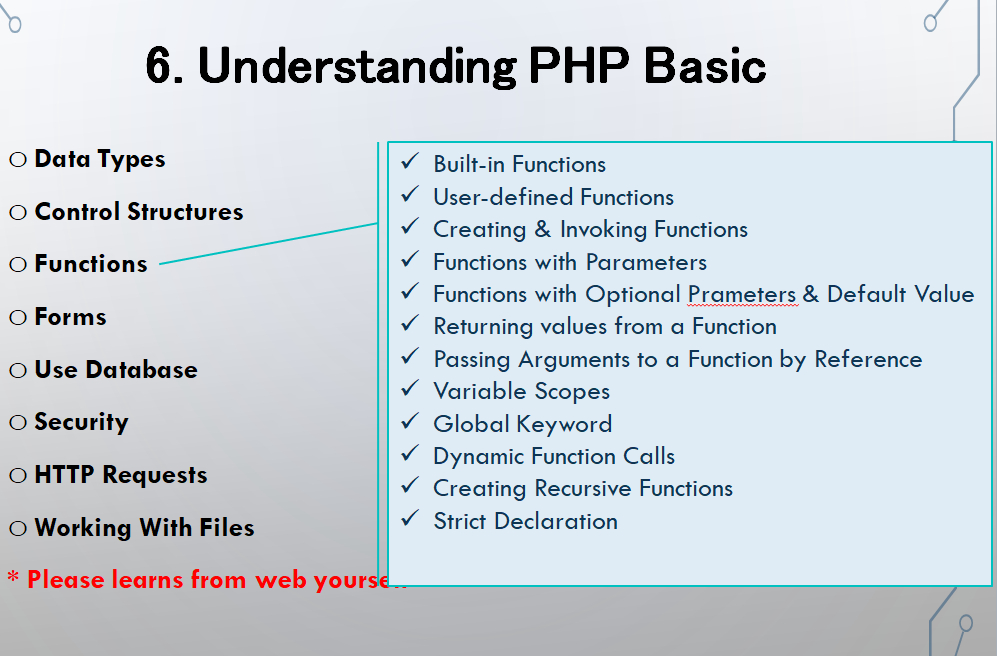 6. Understanding PHP Basic
Data Types
Control Structures
Functions
Forms
Use Database
Security
HTTP Requests
Working With Files
* Please learns from web yourself
Built-in Functions
User-defined Functions
Creating & Invoking Functions
Functions with Parameters
Functions with Optional Prameters & Default Value
Returning values from a Function
Passing Arguments to a Function by Reference
Variable Scopes
Global Keyword
Dynamic Function Calls
Creating Recursive Functions
Strict Declaration